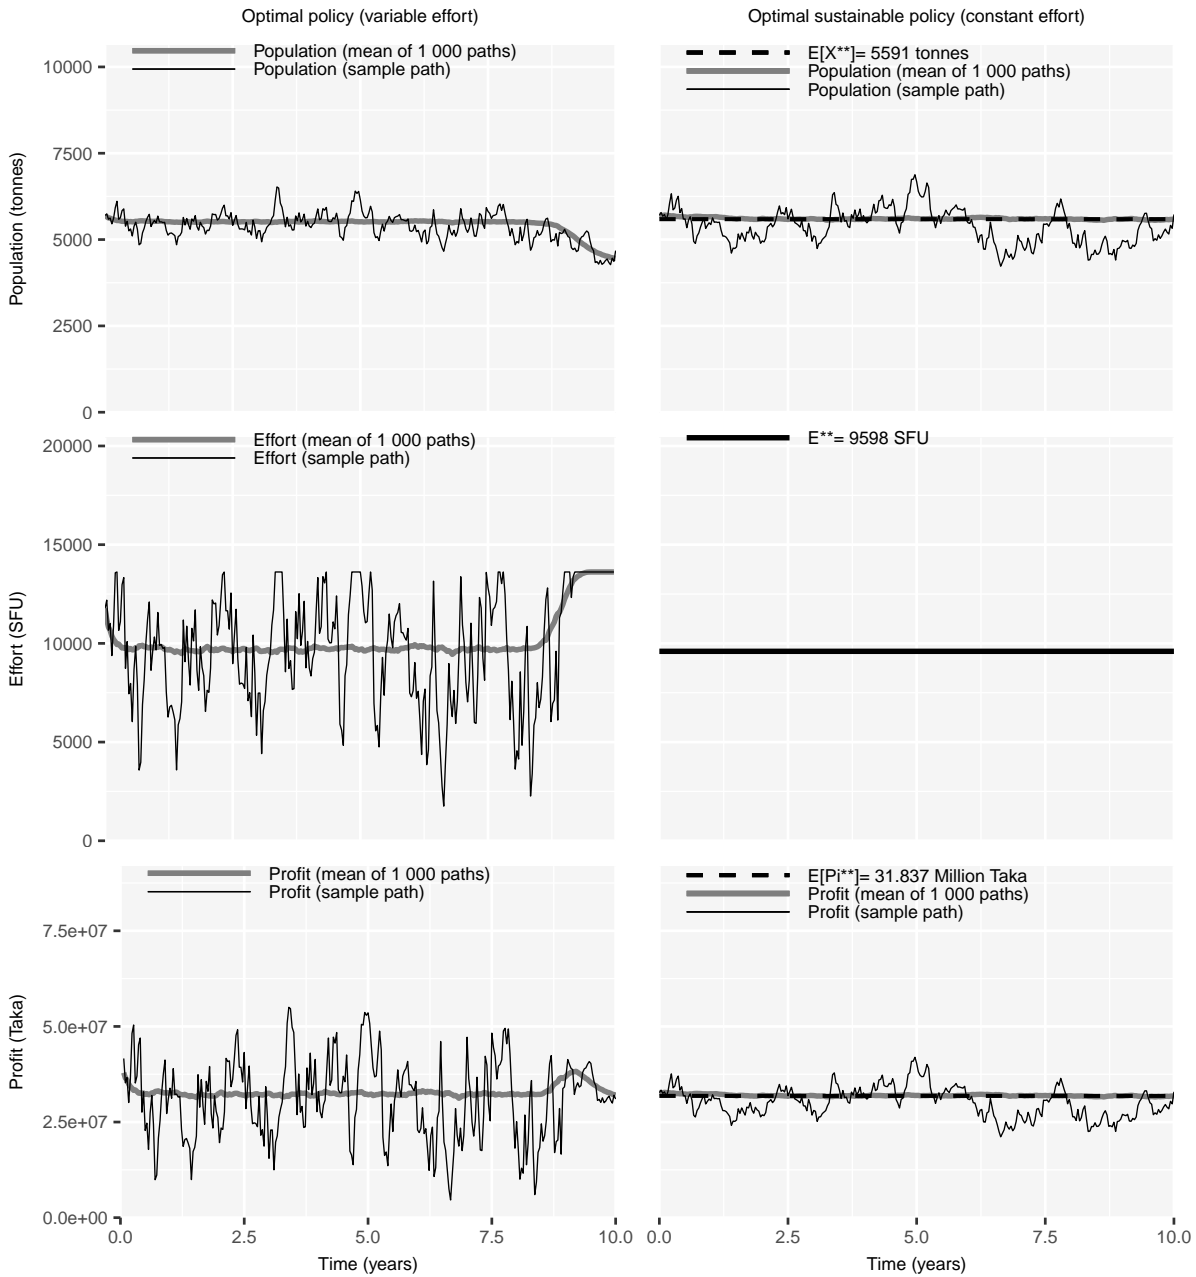 Optimal policy (variable effort)
Optimal sustainable policy (constant effort)
Population (mean of 1 000 paths)
Population (sample path)
E[X**]= 5591 tonnes
Population (mean of 1 000 paths)
Population (sample path)
10000
7500
5000
2500
0
Population (tonnes)
Effort (mean of 1 000 paths)
Effort (sample path)
E**= 9598 SFU
20000
15000
10000
5000
0
Effort (SFU)
Profit (mean of 1 000 paths)
Profit (sample path)
E[Pi**]= 31.837 Million Taka
Profit (mean of 1 000 paths)
Profit (sample path)
7.5e+07
5.0e+07
2.5e+07
0.0e+00
Profit (Taka)
0.0 2.5 5.0 7.5 10.0
0.0 2.5 5.0 7.5 10.0
Time (years)
Time (years)